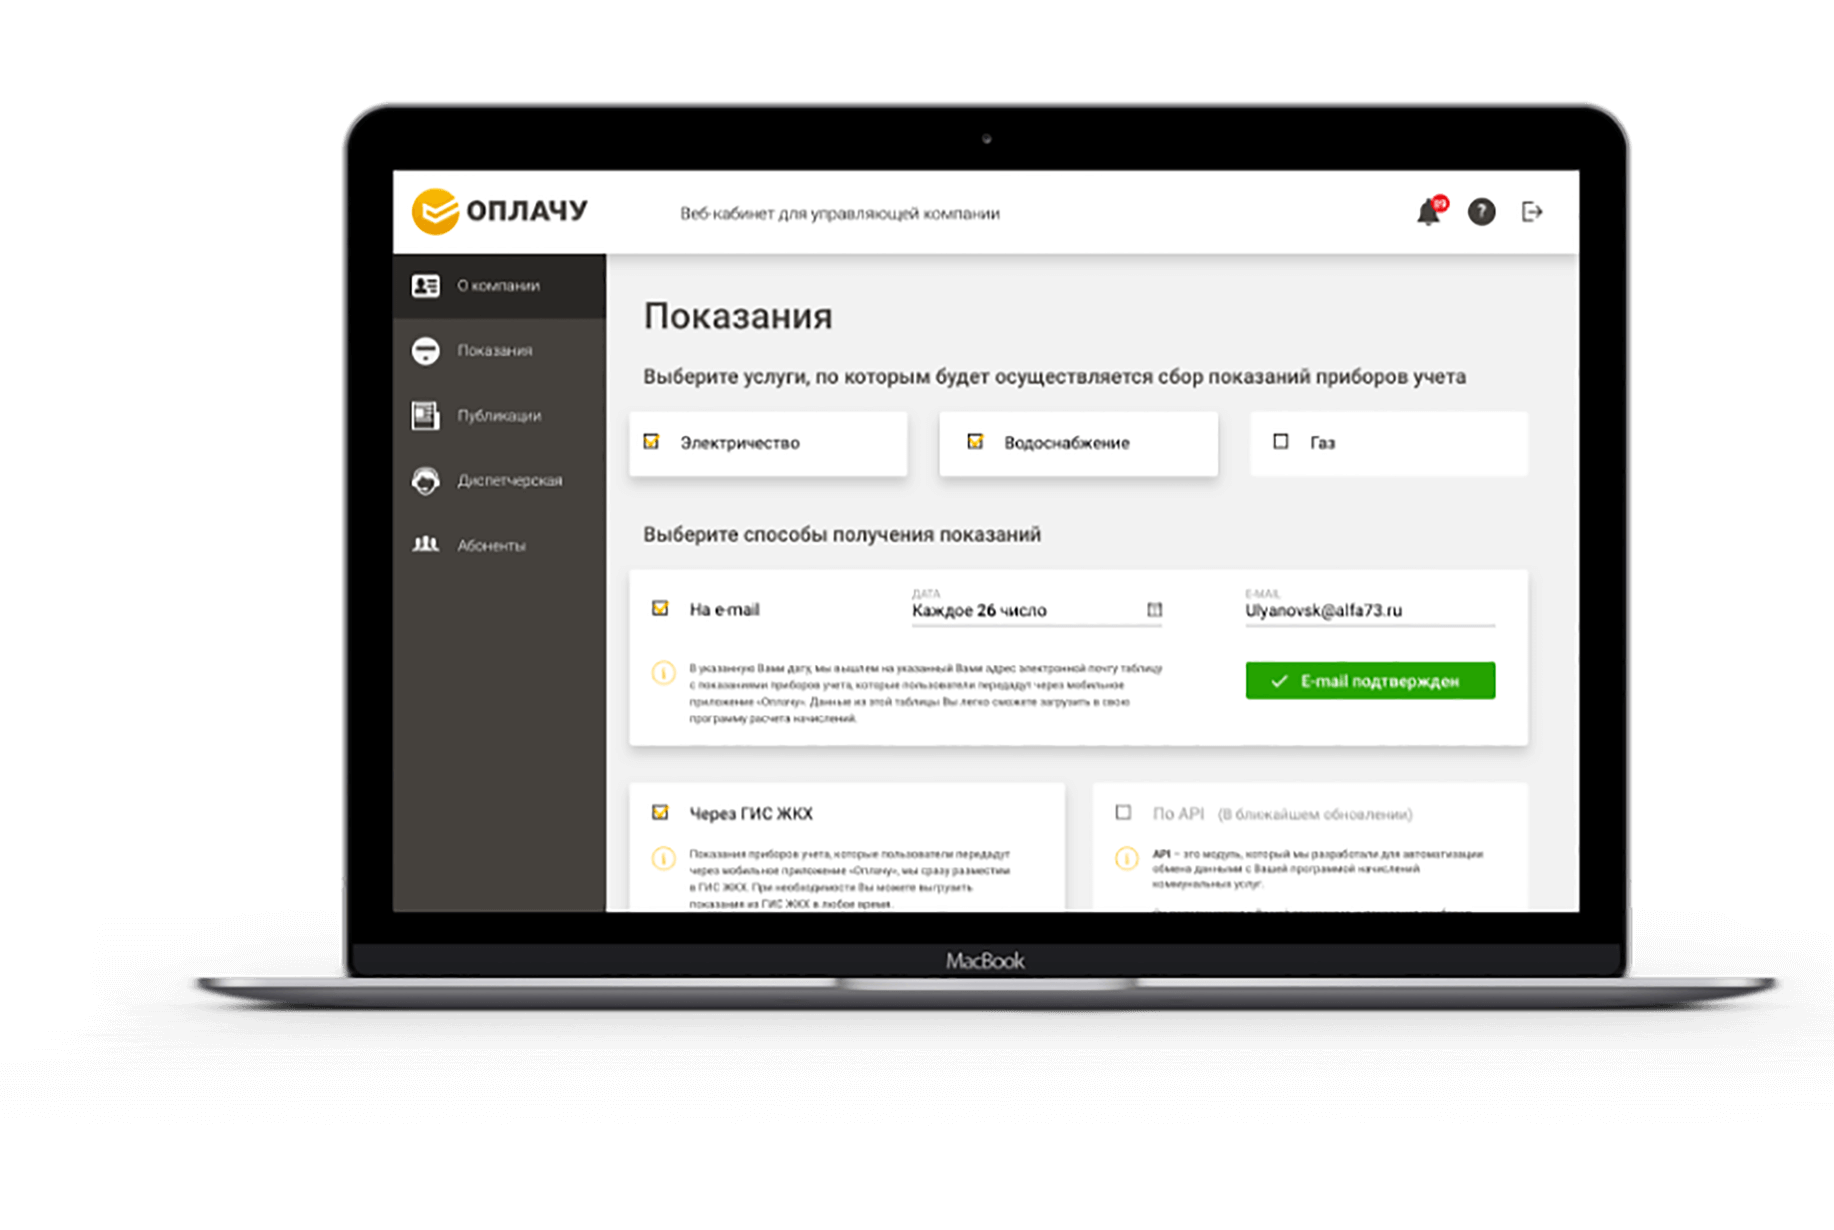 ОПЛАЧУ
Веб-кабинет для управляющей компании
89
?
О компании
Показания
Публикации
Диспетчерская
Абоненты
Показания
Выберите услуги, по которым будет осуществляется сбор показаний приборов учета
Электричество
Водоснабжение
Газ
Выберите способы получения показаний
На e-mail
ДАТА
Каждое 26 число
E-MAIL
Ulyanovsk@alfa73.ru
В указанную Вами дату, мы вышлем на указанный Вами адрес электронной почту таблицу
с показаниями приборов учета, которые пользователи передадут через мобильное
приложение «Оплачу». Данные из этой таблицы Вы легко сможете загрузить в свою
программу расчета начислений.
E-mail подтвержден
Через ГИС ЖКХ
Показания приборов учета, которые пользователи передадут
через мобильное приложение «Оплачу», мы сразу разместим
в ГИС ЖКХ. При необходимости Вы можете выгрузить
показания из ГИС ЖКХ в любое время.
По API (В ближайшем обновлении)
API – это модуль, который мы разработали для автоматизации
обмена данными с Вашей программой начислений
коммунальных услуг.
MacBook